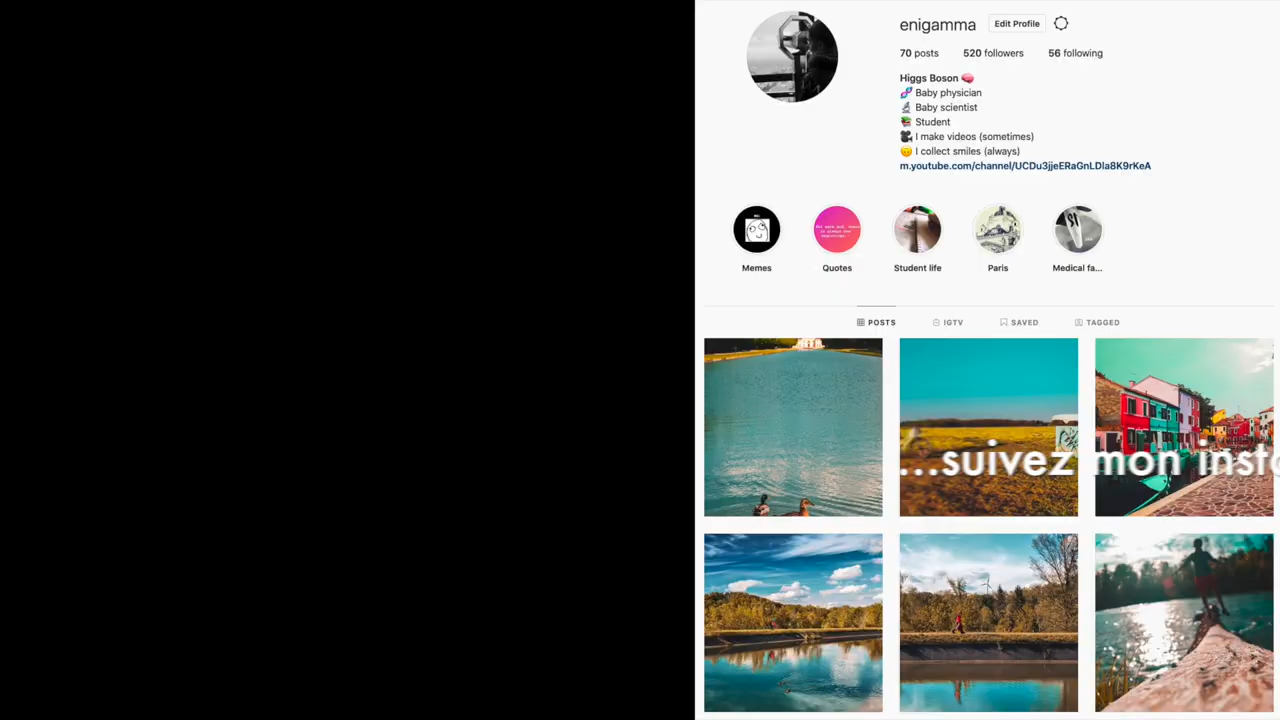 enigamma Edit Profile
70 posts 520 followers 56 following
Higgs Boson 🧠
🧬 Baby physician
🔬 Baby scientist
📚 Student
🎥 I make videos (sometimes)
🙃 I collect smiles (always)
m.youtube.com/channel/UCDu3jjeERaGnLDla8K9rKeA
Memes Quotes Student life Paris Medical fa...
POSTS IGTV SAVED TAGGED
...suivez mon insta